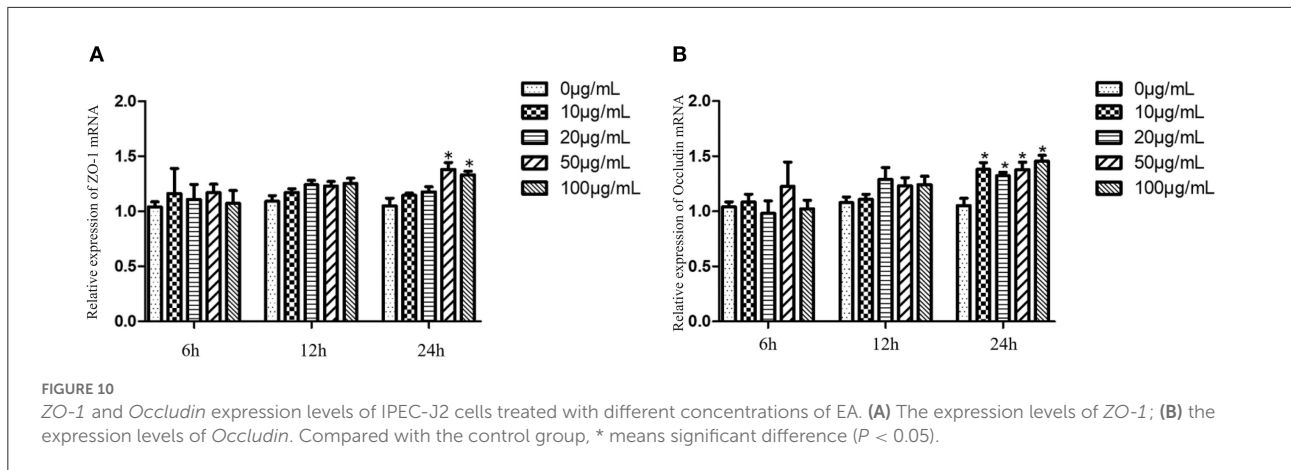 A
Relative expression of ZO-1 mRNA
2.0
1.5
1.0
0.5
0.0
6h
12h
24h
*
*
0µg/mL
10µg/mL
20µg/mL
50µg/mL
100µg/mL
B
Relative expression of Occludin mRNA
2.0
1.5
1.0
0.5
0.0
6h
12h
24h
*
*
*
*
0µg/mL
10µg/mL
20µg/mL
50µg/mL
100µg/mL
FIGURE 10
ZO-1 and Occludin expression levels of IPEC-J2 cells treated with different concentrations of EA. (A) The expression levels of ZO-1; (B) the
expression levels of Occludin. Compared with the control group, * means significant difference (P < 0.05).